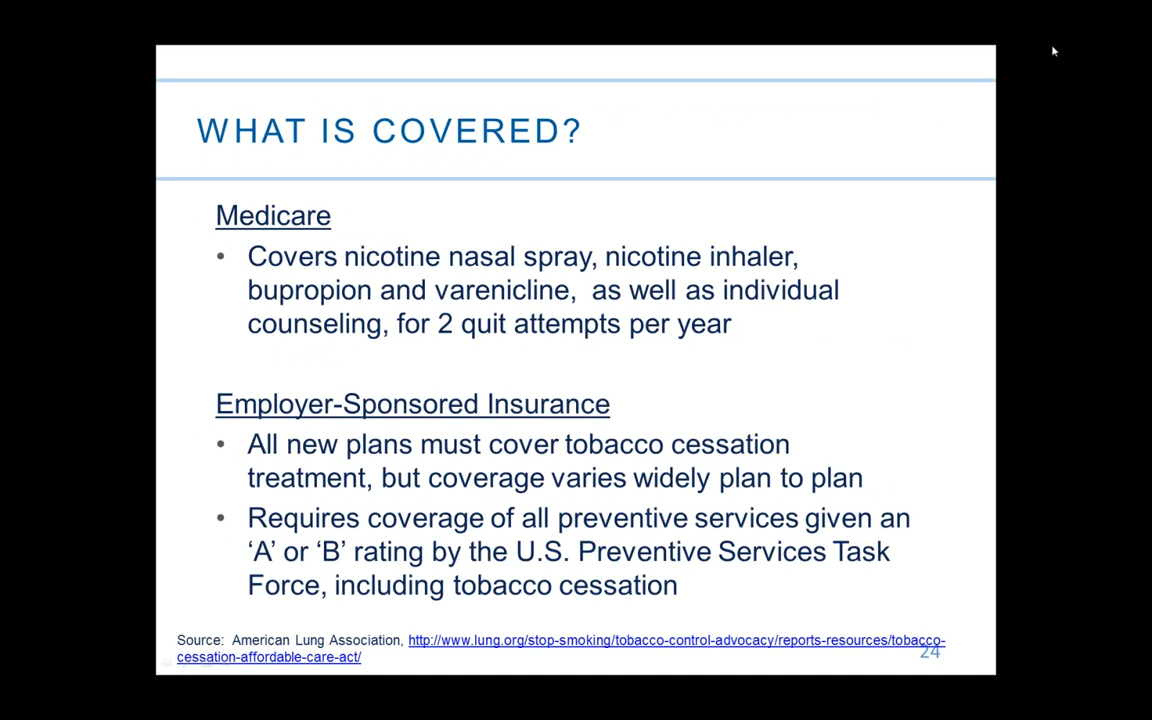 WHAT IS COVERED?
Medicare
• Covers nicotine nasal spray, nicotine inhaler,
bupropion and varenicline,  as well as individual
counseling, for 2 quit attempts per year
Employer-Sponsored Insurance
• All new plans must cover tobacco cessation
treatment, but coverage varies widely plan to plan
• Requires coverage of all preventive services given an
‘A’ or ‘B’ rating by the U.S. Preventive Services Task
Force, including tobacco cessation
Source:  American Lung Association, http://www.lung.org/stop-smoking/tobacco-control-advocacy/reports-resources/tobacco-
cessation-affordable-care-act/
24